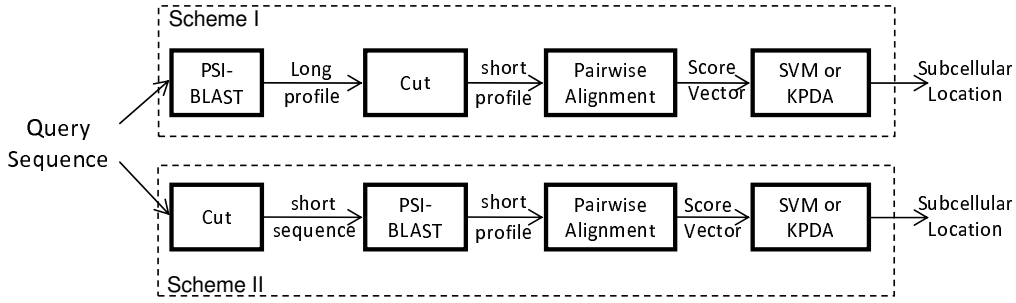 Scheme I
Query
Sequence
PSI-
BLAST
Long
profile
Cut
short
profile
Pairwise
Alignment
Score
Vector
SVM or
KPDA
Subcellular
Location
Cut
short
sequence
PSI-
BLAST
short
profile
Pairwise
Alignment
Score
Vector
SVM or
KPDA
Subcellular
Location
Scheme II